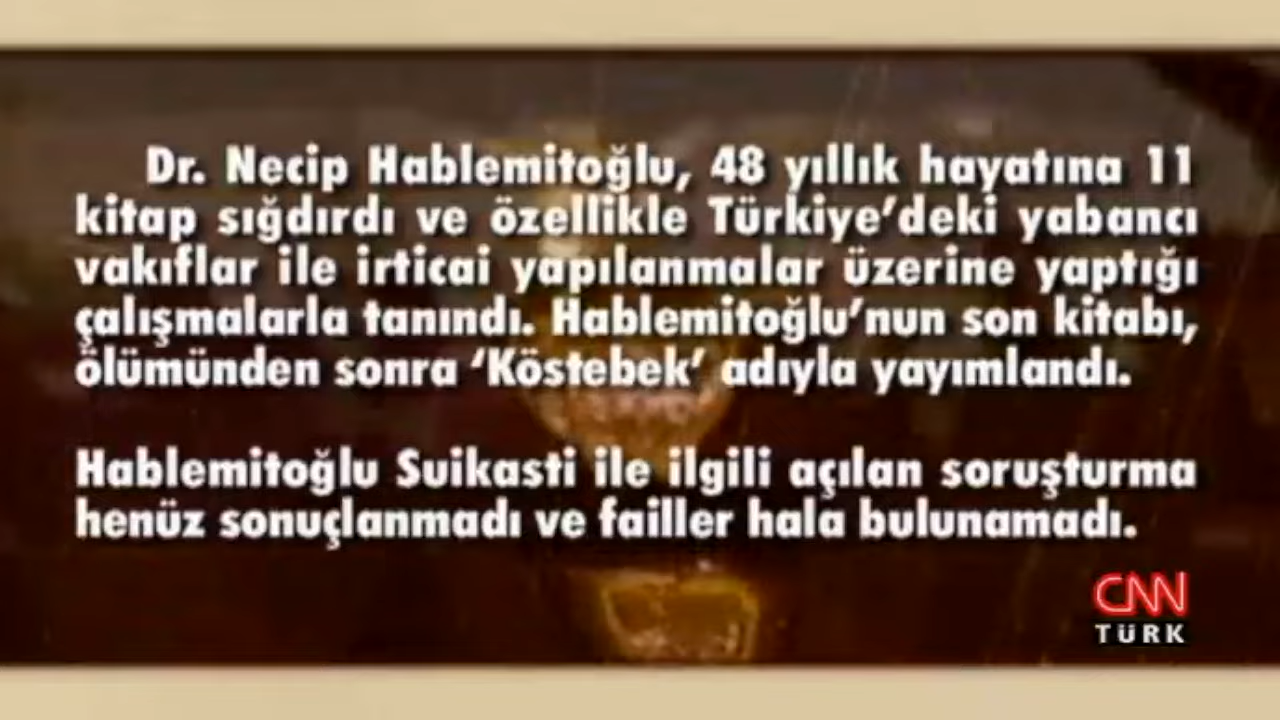 Dr. Necip Hablemitoğlu, 48 yıllık hayatına 11
kitap sığdırdı ve özellikle Türkiye'deki yabancı
vakıflar ile irticai yapılanmalar üzerine yaptığı
çalışmalarla tanındı. Hablemitoğlu'nun son kitabı,
ölümünden sonra ‘Köstebek’ adıyla yayımlandı.
Hablemitoğlu Suikasti ile ilgili açılan soruşturma
henüz sonuçlanmadı ve failler hala bulunamadı.
CNN
TÜRK